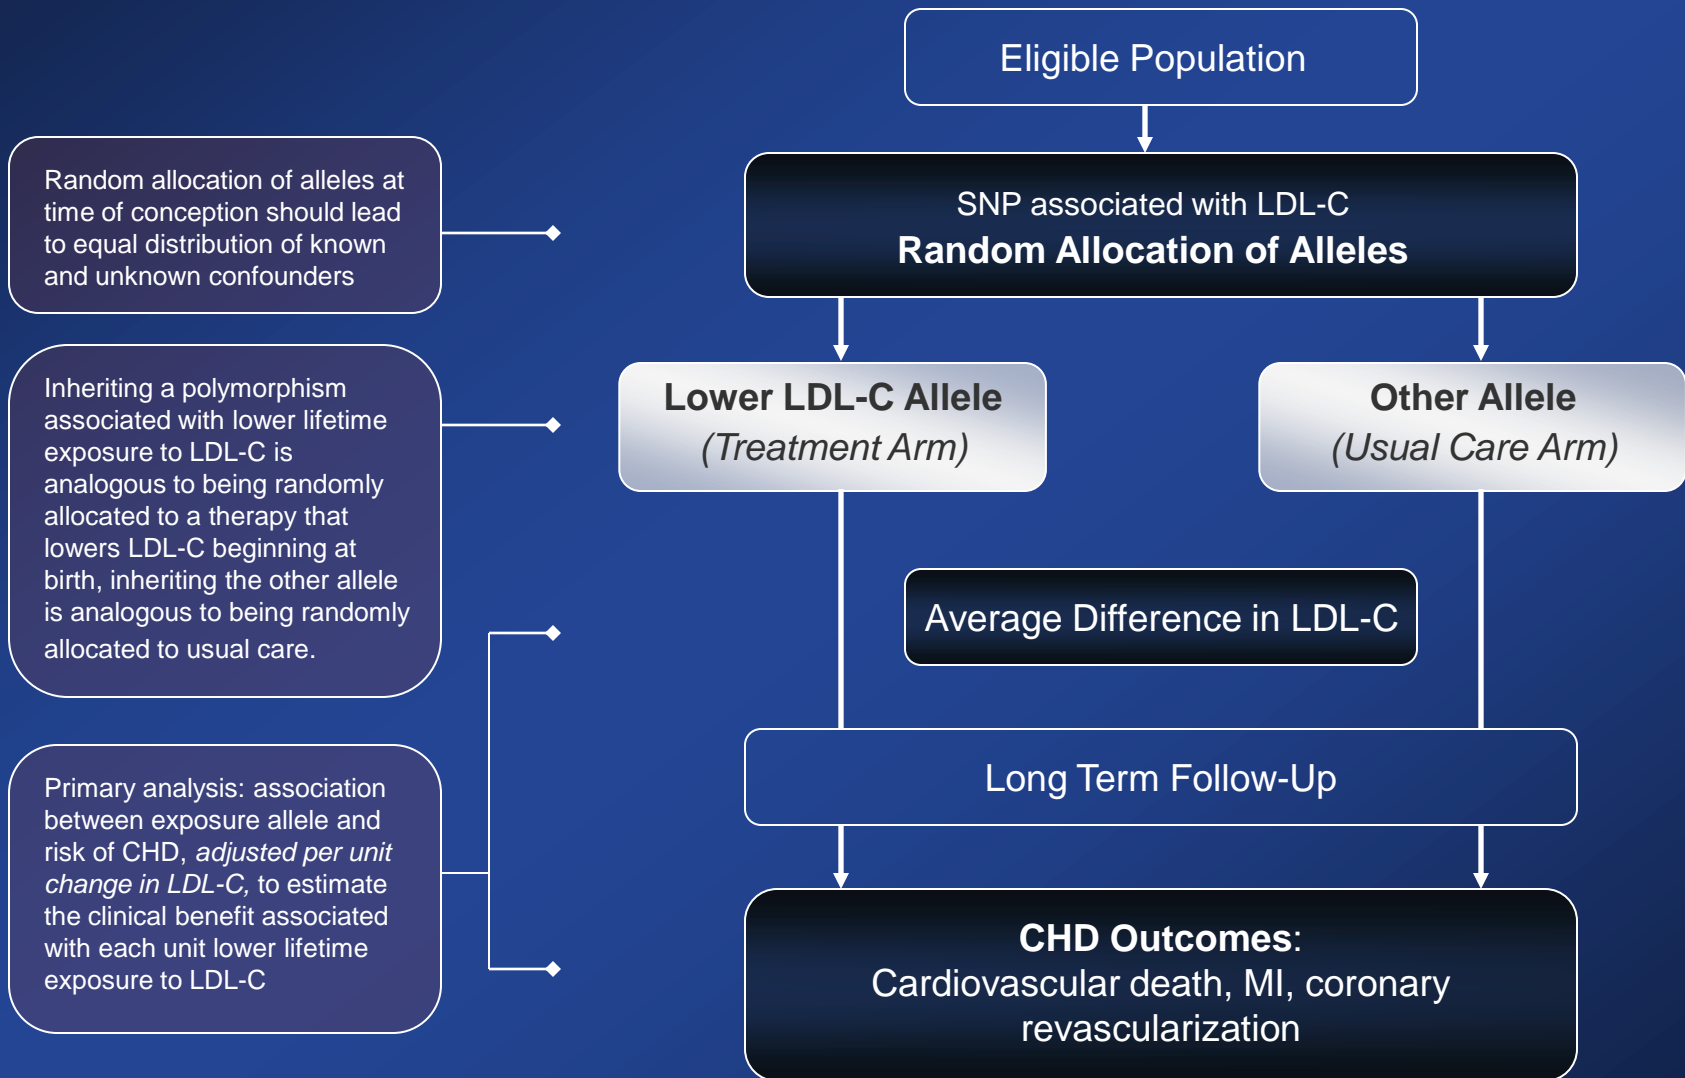 Eligible Population
Random allocation of alleles at
time of conception should lead
to equal distribution of known
and unknown confounders
SNP associated with LDL-C
Random Allocation of Alleles
Inheriting a polymorphism
associated with lower lifetime
exposure to LDL-C is
analogous to being randomly
allocated to a therapy that
lowers LDL-C beginning at
birth, inheriting the other allele
is analogous to being randomly
allocated to usual care.
Lower LDL-C Allele
(Treatment Arm)
Other Allele
(Usual Care Arm)
Average Difference in LDL-C
Long Term Follow-Up
Primary analysis: association
between exposure allele and
risk of CHD, adjusted per unit
change in LDL-C, to estimate
the clinical benefit associated
with each unit lower lifetime
exposure to LDL-C
CHD Outcomes:
Cardiovascular death, MI, coronary
revascularization